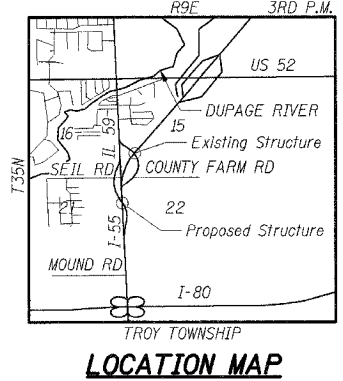 R9E 3RD P.M.
US 52
DUPAGE RIVER
15
16
IL 59
Existing Structure
SEIL RD
COUNTY FARM RD
T35N
22
I-55
Proposed Structure
MOUND RD
I-80
TROY TOWNSHIP
LOCATION MAP